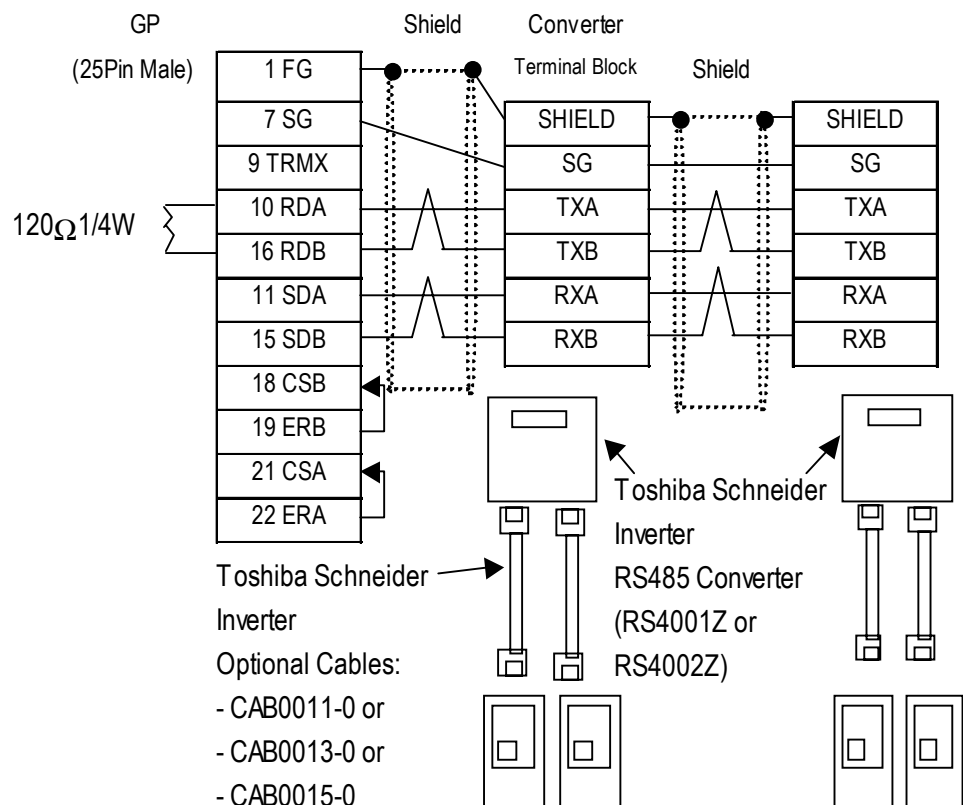 GP
(25Pin Male)
Shield
Converter
Terminal Block
Shield
1 FG
7 SG
9 TRMX
10 RDA
16 RDB
11 SDA
15 SDB
18 CSB
19 ERB
21 CSA
22 ERA
120Ω1/4W
SHIELD
SG
TXA
TXB
RXA
RXB
SHIELD
SG
TXA
TXB
RXA
RXB
Toshiba Schneider
Inverter
Optional Cables:
- CAB0011-0 or
- CAB0013-0 or
- CAB0015-0
Toshiba Schneider
Inverter
RS485 Converter
(RS4001Z or
RS4002Z)